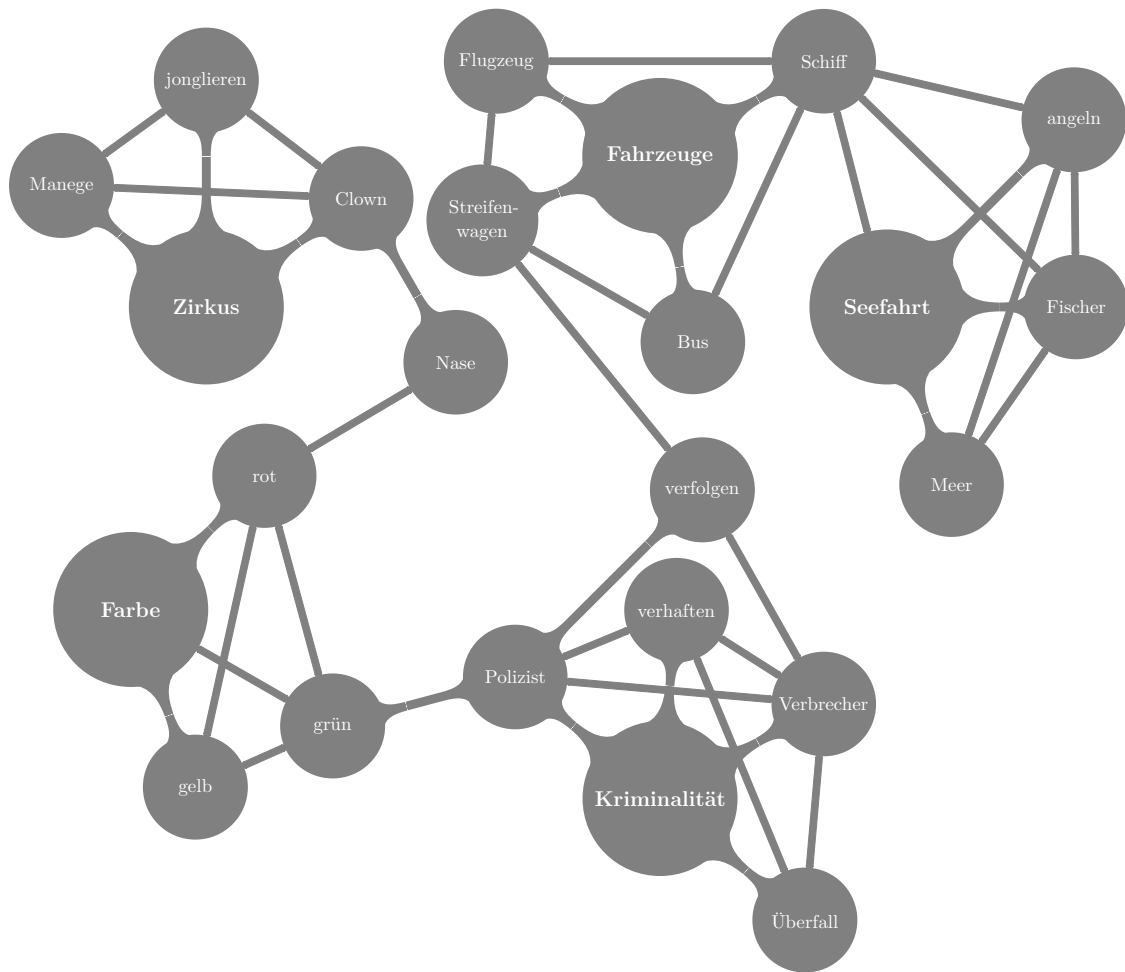 Flugzeug
Schiff
jonglieren
angeln
Fahrzeuge
Manege
Clown
Streifen-
wagen
Zirkus
Seefahrt
Fischer
Bus
Nase
rot
Meer
verfolgen
Farbe
verhaften
Polizist
Verbrecher
grün
gelb
Kriminalität
Überfall